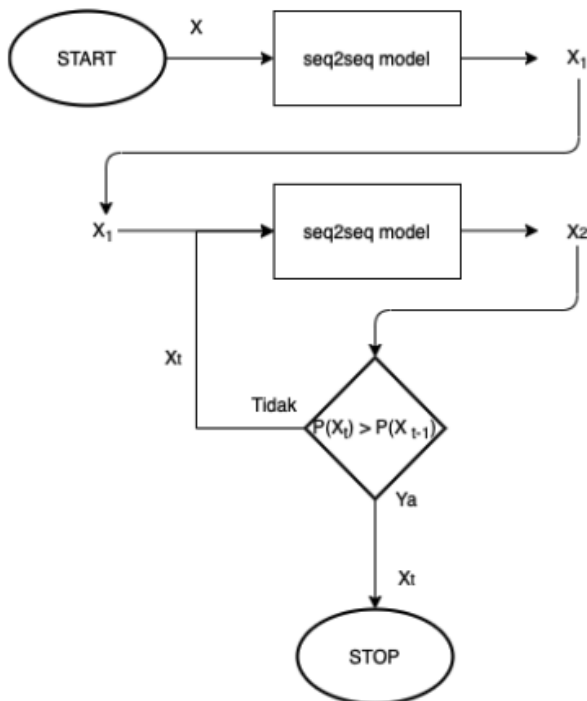 X
START
seq2seq model
X₁
X₁
seq2seq model
X2
Xt
Tidak
P(Xₜ) > P(X ₜ₋₁)
Ya
Xt
STOP